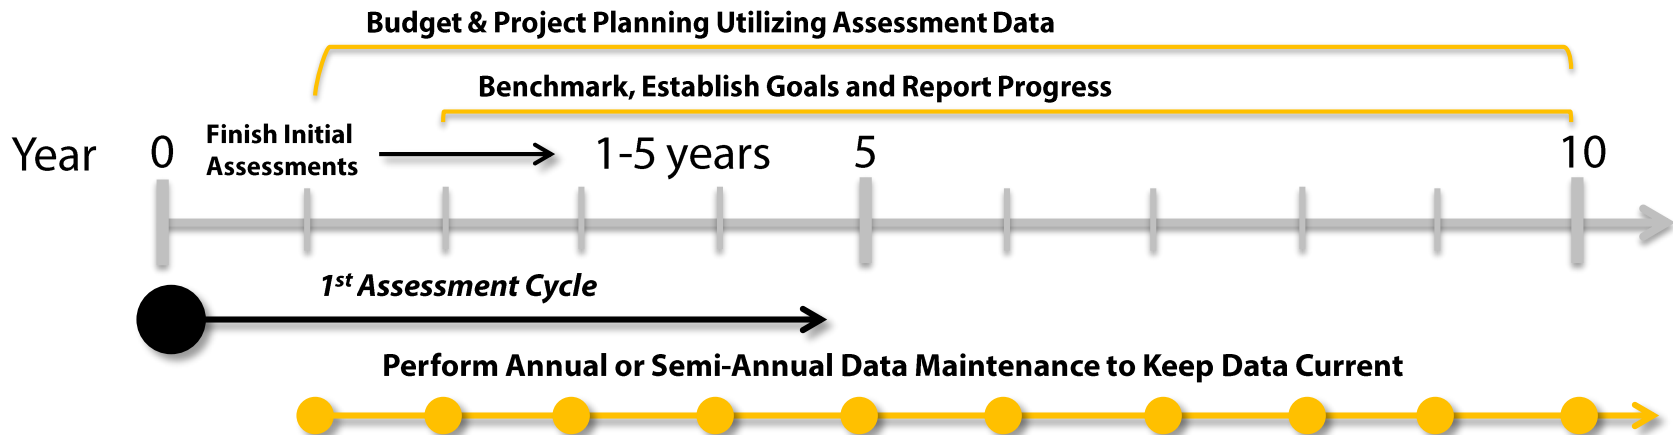 Budget & Project Planning Utilizing Assessment Data
Benchmark, Establish Goals and Report Progress
Year 0 Finish Initial Assessments 1-5 years 5 10
1st Assessment Cycle
Perform Annual or Semi-Annual Data Maintenance to Keep Data Current